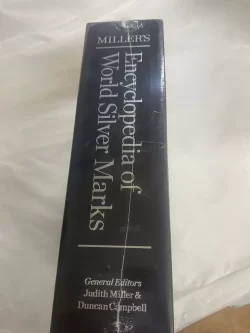 MILLER'S
Encyclopedia of
World Silver Marks
General Editors
Judith Miller &
Duncan Campbell